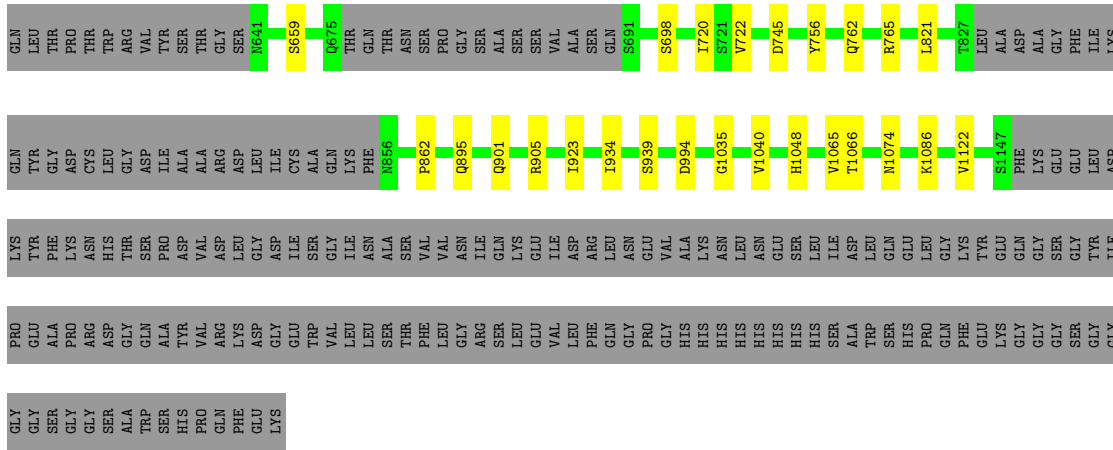 GLN LEU THR PRO THR TRP ARG VAL TYR SER THR GLY SER N641 S659 Q675 THR GLN THR ASN SER PRO GLY SER ALA SER SER VAL ALA SER GLN S691 S698 I720 S721 V722 D745 Y756 Q762 R765 L821 T827 LEU ALA ASP ALA GLY PHE ILE LYS
GLN TYR GLY ASP CYS LEU GLY ASP ILE ALA ALA ARG ASP LEU ILE CYS ALA GLN LYS PHE N856 P862 Q895 Q901 R905 I923 I934 S939 D994 G1035 V1040 H1048 V1065 T1066 N1074 K1086 V1122 S1147 PHE LYS GLU GLU LEU ASP
LYS TYR PHE LYS ASN HIS THR SER PRO ASP VAL ASP LEU GLY ASP ILE SER GLY ILE ASN ALA SER VAL VAL ASN ILE GLN LYS GLU ILE ASP ARG LEU ASN GLU VAL ALA LYS ASN LEU ASN GLU SER LEU ILE ASP LEU GLN GLU LEU GLY LYS TYR GLU GLN GLY SER GLY TYR ILE
PRO GLU ALA PRO ARG ASP GLY GLN ALA TYR VAL ARG LYS ASP GLY GLU TRP VAL LEU LEU SER THR PHE LEU GLY ARG SER LEU GLU VAL LEU PHE GLN GLY PRO GLY HIS HIS HIS HIS HIS HIS HIS HIS SER ALA TRP SER HIS PRO GLN PHE GLU LYS GLY GLY GLY SER GLY GLY
GLY GLY SER GLY GLY SER ALA TRP SER HIS PRO GLN PHE GLU LYS